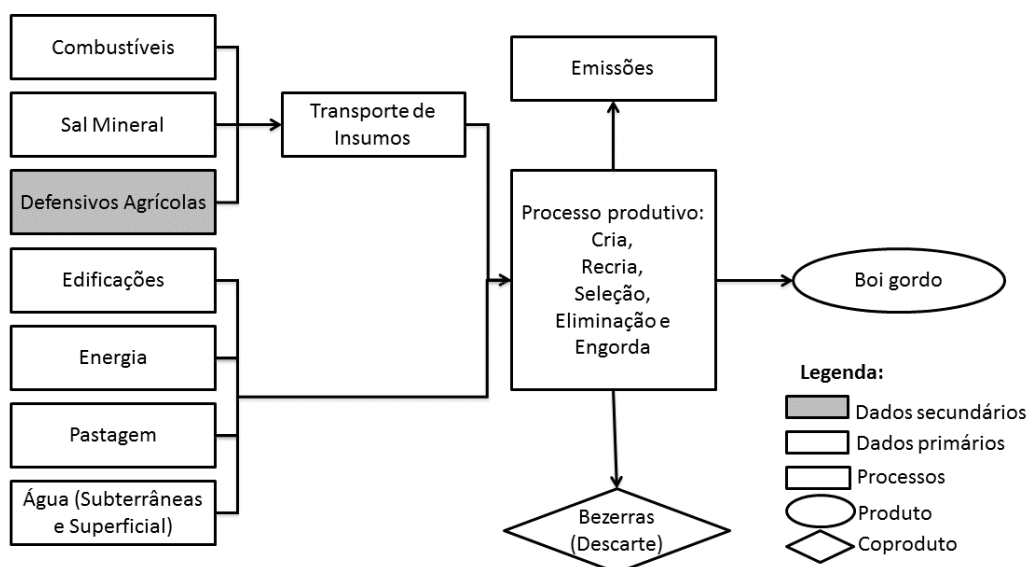 Combustíveis
Sal Mineral
Defensivos Agrícolas
Edificações
Energia
Pastagem
Água (Subterrâneas
e Superficial)
Transporte de
Insumos
Emissões
Processo produtivo:
Cria,
Recria,
Seleção,
Eliminação e
Engorda
Bezerras
(Descarte)
Boi gordo
Legenda:
Dados secundários
Dados primários
Processos
Produto
Coproduto